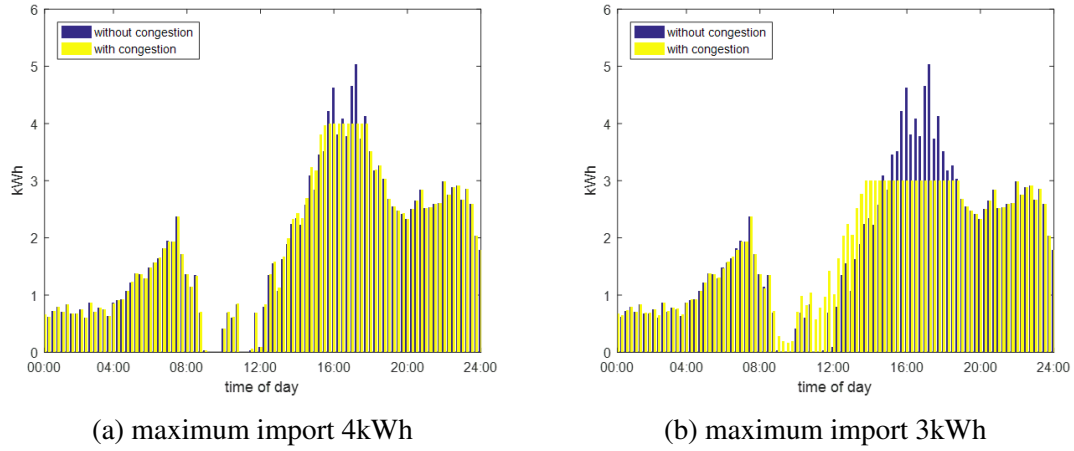 6
5
4
3
2
1
0
kWh
without congestion
with congestion
00:00 04:00 08:00 12:00 16:00 20:00 24:00
time of day
(a) maximum import 4kWh
6
5
4
3
2
1
0
kWh
without congestion
with congestion
00:00 04:00 08:00 12:00 16:00 20:00 24:00
time of day
(b) maximum import 3kWh